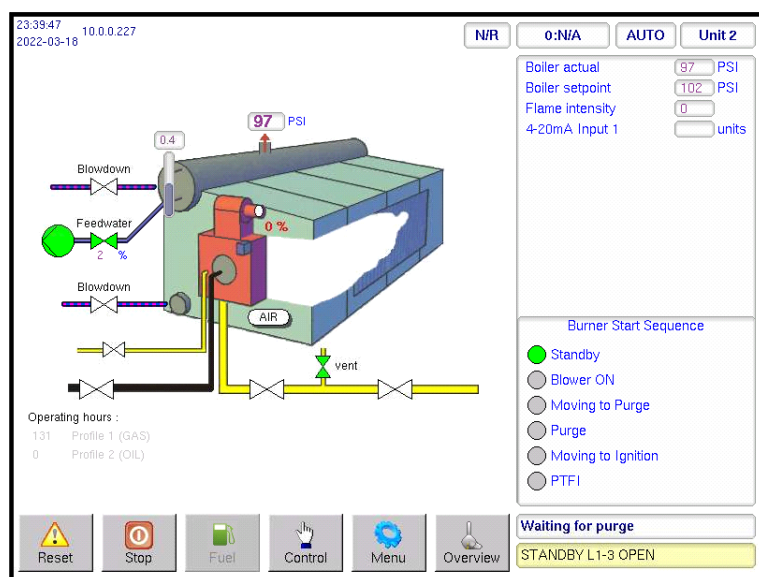 23:39:47 10.0.0.227
2022-03-18
N/R 0:N/A AUTO Unit 2
Boiler actual 97 PSI
Boiler setpoint 102 PSI
Flame intensity 0
4-20mA Input 1 units
97 PSI
0.4
Blowdown
Feedwater
0 %
2 %
Blowdown
AIR
vent
Operating hours :
131 Profile 1 (GAS)
0 Profile 2 (OIL)
Burner Start Sequence
Standby
Blower ON
Moving to Purge
Purge
Moving to Ignition
PTFI
Reset Stop Fuel Control Menu Overview
Waiting for purge
STANDBY L1-3 OPEN